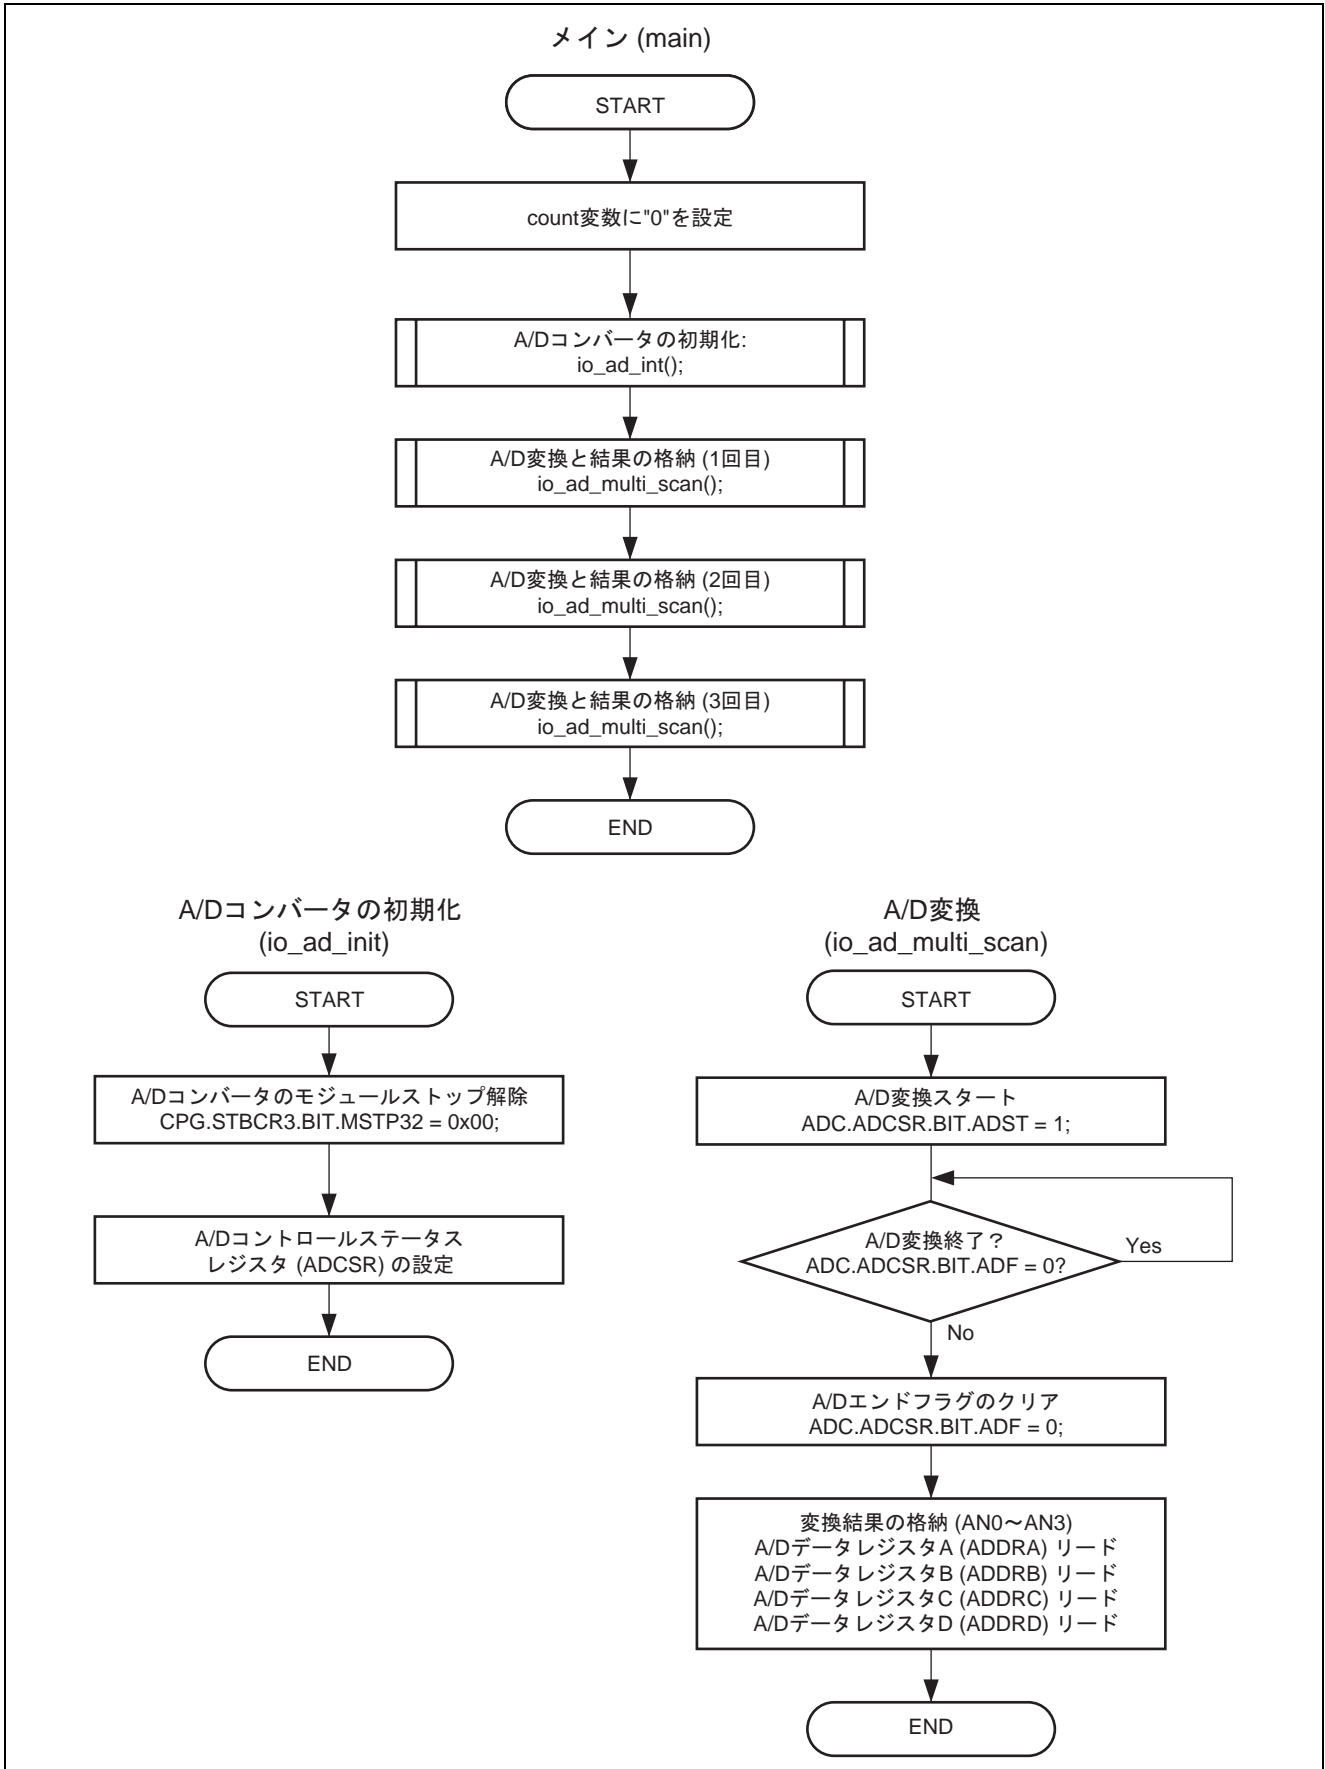 メイン (main)
START
count変数に"0"を設定
A/Dコンバータの初期化:
io_ad_int();
A/D変換と結果の格納 (1回目)
io_ad_multi_scan();
A/D変換と結果の格納 (2回目)
io_ad_multi_scan();
A/D変換と結果の格納 (3回目)
io_ad_multi_scan();
END
A/Dコンバータの初期化
(io_ad_init)
START
A/Dコンバータのモジュールストップ解除
CPG.STBCR3.BIT.MSTP32 = 0x00;
A/Dコントロールステータス
レジスタ (ADCSR) の設定
END
A/D変換
(io_ad_multi_scan)
START
A/D変換スタート
ADC.ADCSR.BIT.ADST = 1;
A/D変換終了？
ADC.ADCSR.BIT.ADF = 0?
Yes
No
A/Dエンドフラグのクリア
ADC.ADCSR.BIT.ADF = 0;
変換結果の格納 (AN0～AN3)
A/DデータレジスタA (ADDRA) リード
A/DデータレジスタB (ADDRB) リード
A/DデータレジスタC (ADDRC) リード
A/DデータレジスタD (ADDRD) リード
END